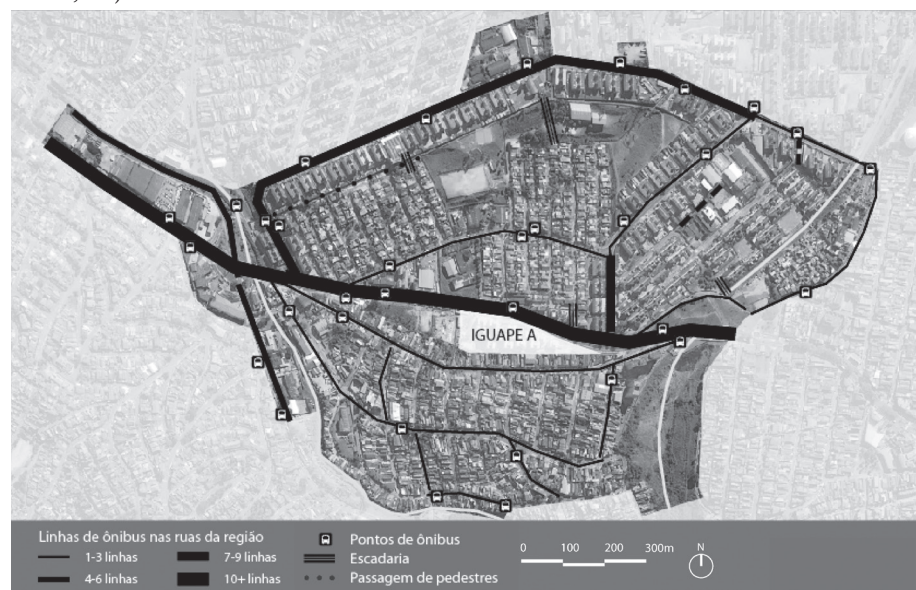 IGUAPE A
Linhas de ônibus nas ruas da região
1-3 linhas
4-6 linhas
7-9 linhas
10+ linhas
Pontos de ônibus
Escadaria
Passagem de pedestres
0 100 200 300m
N